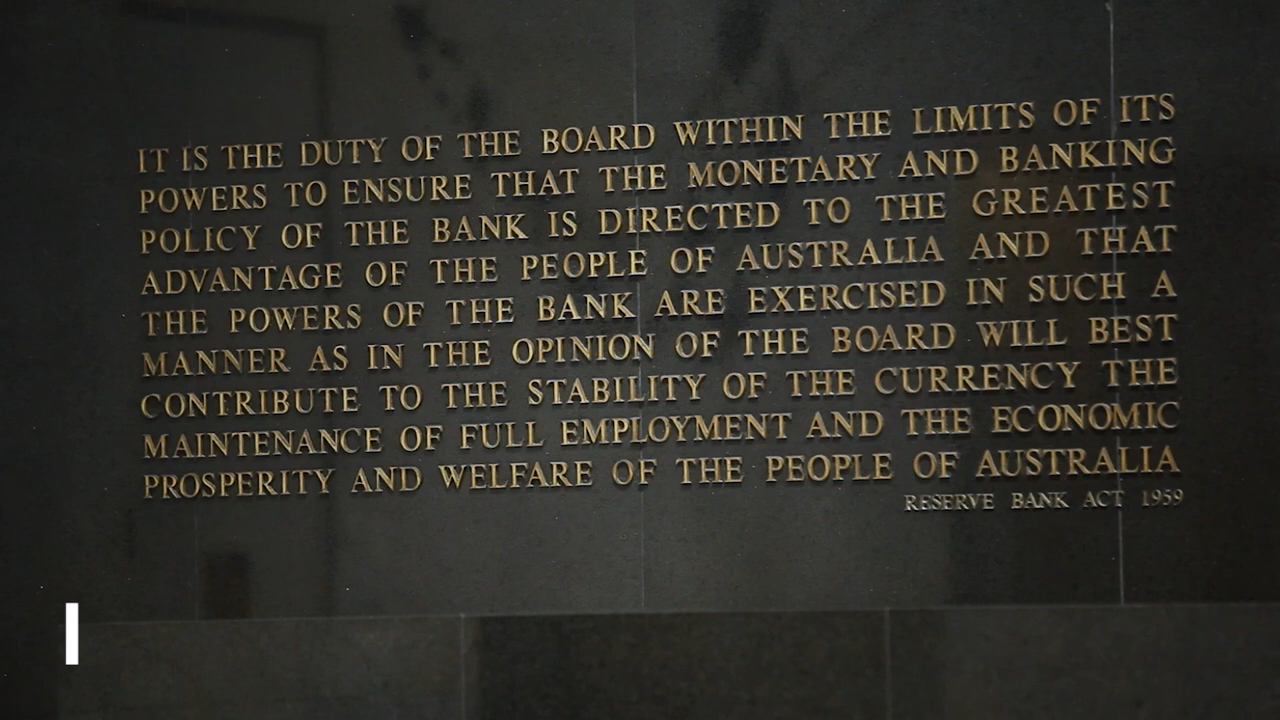 IT IS THE DUTY OF THE BOARD WITHIN THE LIMITS OF ITS
POWERS TO ENSURE THAT THE MONETARY AND BANKING
POLICY OF THE BANK IS DIRECTED TO THE GREATEST
ADVANTAGE OF THE PEOPLE OF AUSTRALIA AND THAT
THE POWERS OF THE BANK ARE EXERCISED IN SUCH A
MANNER AS IN THE OPINION OF THE BOARD WILL BEST
CONTRIBUTE TO THE STABILITY OF THE CURRENCY THE
MAINTENANCE OF FULL EMPLOYMENT AND THE ECONOMIC
PROSPERITY AND WELFARE OF THE PEOPLE OF AUSTRALIA
RESERVE BANK ACT 1959